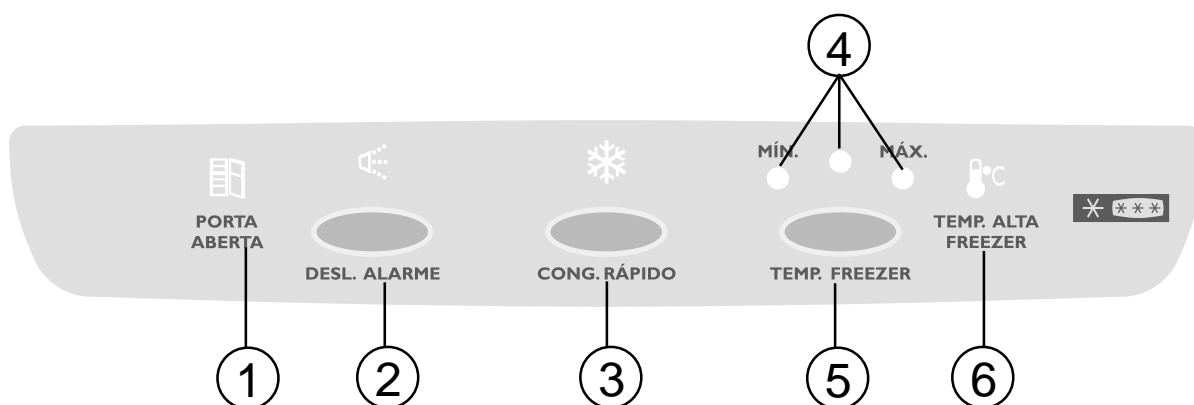 4
MÍN. MÁX.
°C
PORTA
ABERTA
TEMP. ALTA
FREEZER
DESL. ALARME
CONG. RÁPIDO
TEMP. FREEZER
1
2
3
5
6